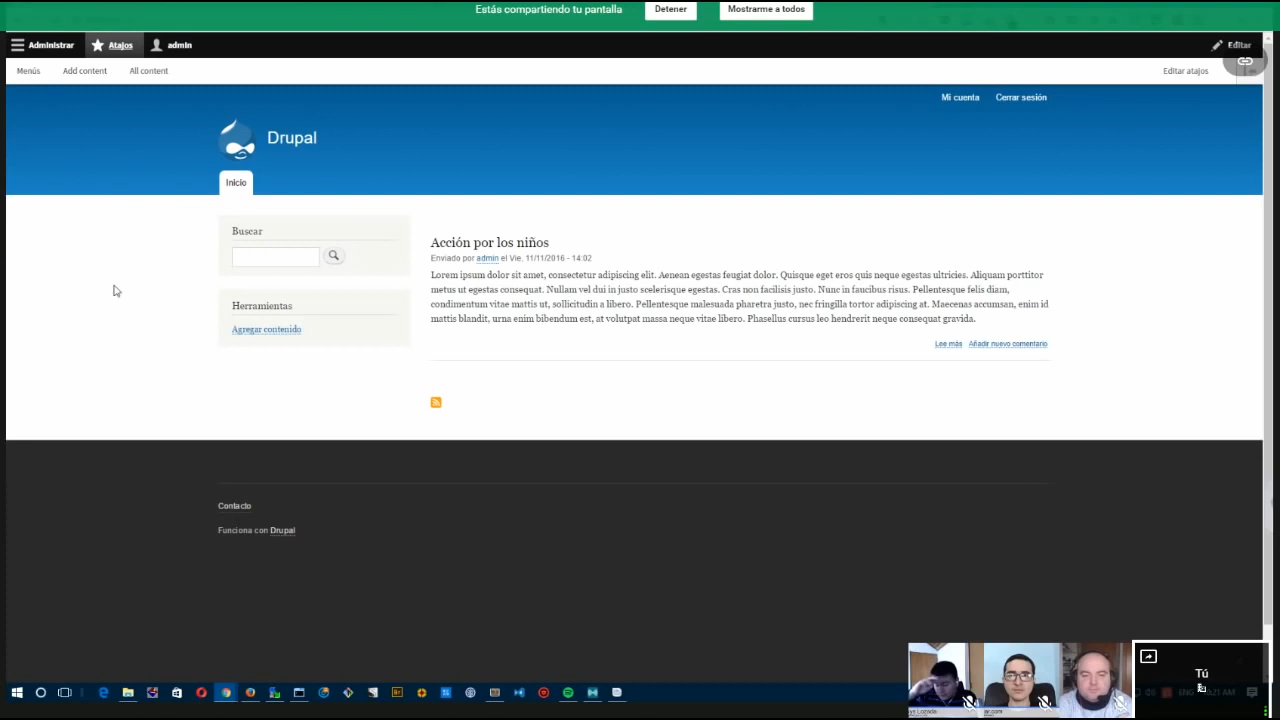 Estás compartiendo tu pantalla Detener Mostrarme a todos
Administrar Atajos admin Editar
Menús Add content All content Editar atajos
Mi cuenta Cerrar sesión
Drupal
Inicio
Buscar
Acción por los niños
Enviado por admin el Vie, 11/11/2016 - 14:02
Lorem ipsum dolor sit amet, consectetur adipiscing elit. Aenean egestas feugiat dolor. Quisque eget eros quis neque egestas ultricies. Aliquam porttitor
metus ut egestas consequat. Nullam vel dui in justo scelerisque egestas. Cras non facilisis justo. Nunc in faucibus risus. Pellentesque felis diam,
condimentum vitae mattis ut, sollicitudin a libero. Pellentesque malesuada pharetra justo, nec fringilla tortor adipiscing at. Maecenas accumsan, enim id
mattis blandit, urna enim bibendum est, at volutpat massa neque vitae libero. Phasellus cursus leo hendrerit neque consequat gravida.
Herramientas
Agregar contenido
Lee más Añadir nuevo comentario
Contacto
Funciona con Drupal
Tú
ENG